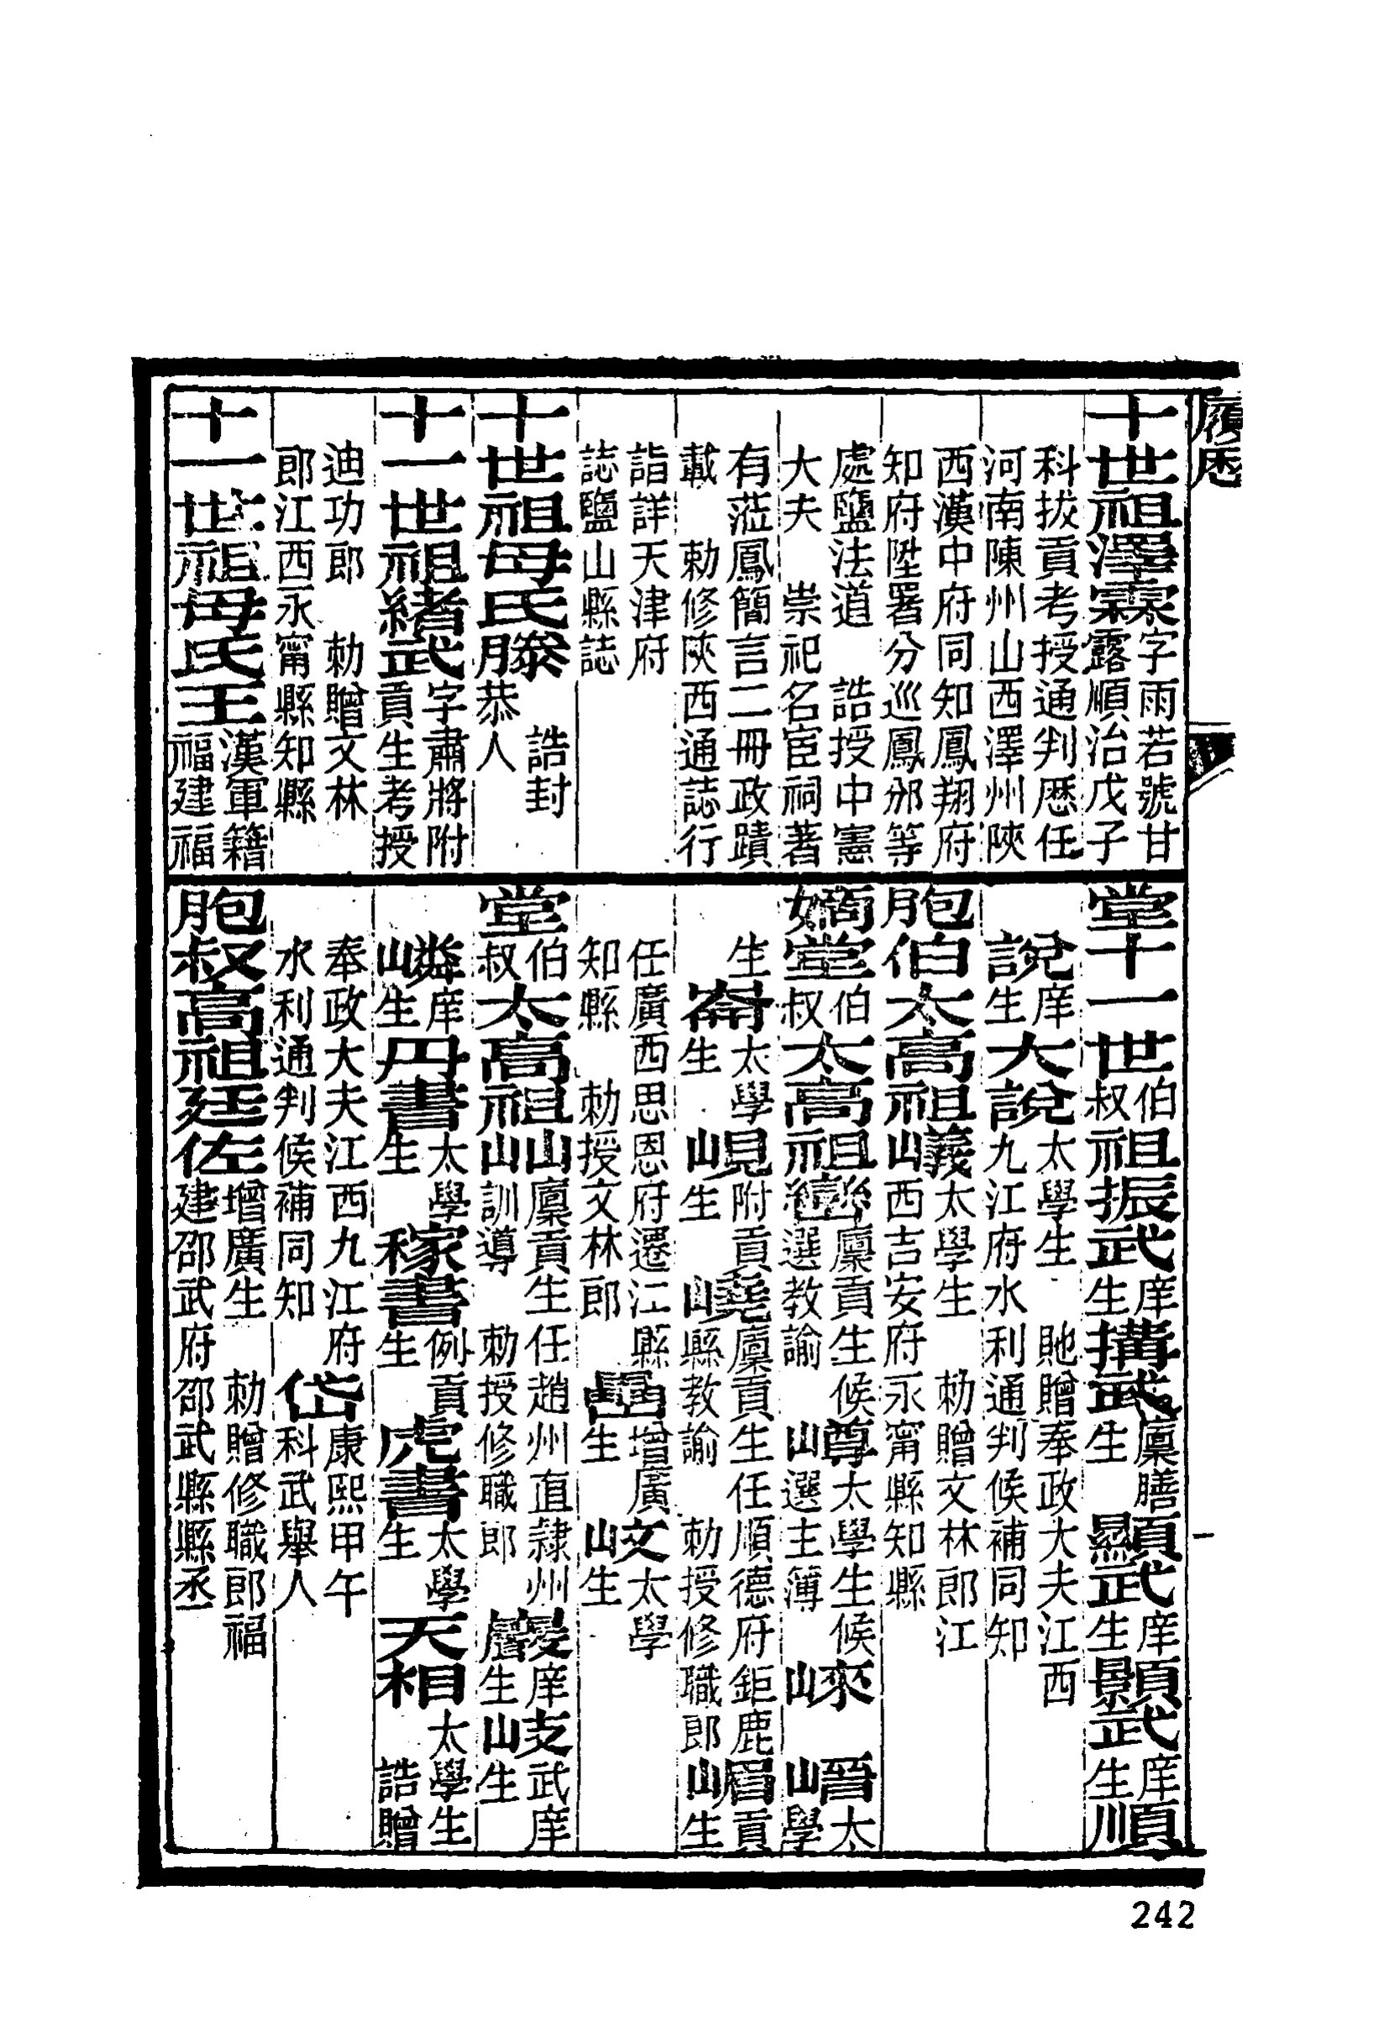 履歷
十世祖澤霖字雨若號甘露順治戊子
科拔貢考授通判歷任河南陳州山西澤州陝
西漢中府同知鳳翔府知府陞署分巡鳳邠等
處鹽法道 誥授中憲大夫 崇祀名宦祠著
有蒞鳳簡言二冊政蹟載 勅修陝西通誌行
詣詳天津府誌鹽山縣誌
十世祖母氏滕 誥封恭人
十一世祖緒武字肅將附貢生考授
迪功郎 勅贈文林郎江西永甯縣知縣
十一世祖母氏王漢軍籍福建福
堂十一世伯叔祖振武庠生搆武廩膳生顯武庠生顥武庠生順
說庠生大說太學生 貤贈奉政大夫江西九江府水利通判候補同知
胞伯太高祖㠖太學生 勅贈文林郎江西吉安府永甯縣知縣
嫡堂伯叔太高祖巒廩貢生候選教諭嶟太學生候選主簿崍 㟸太學
生 崙太學生 峴附貢生 嶢廩貢生任順德府鉅鹿縣教諭 勅授修職郎嵋貢生
任廣西思恩府遷江縣知縣 勅授文林郎 壘增廣生 㟁太學生
堂伯叔太高祖山廩貢生任趙州直隸州訓導 勅授修職郎 庠生岐武庠生
嶙庠生丹書太學生 稼書例貢生 虎書太學生 天相太學生 誥贈
奉政大夫江西九江府水利通判候補同知 岱康熙甲午科武舉人
胞叔高祖廷佐增廣生 勅贈修職郎福建邵武府邵武縣縣丞
242